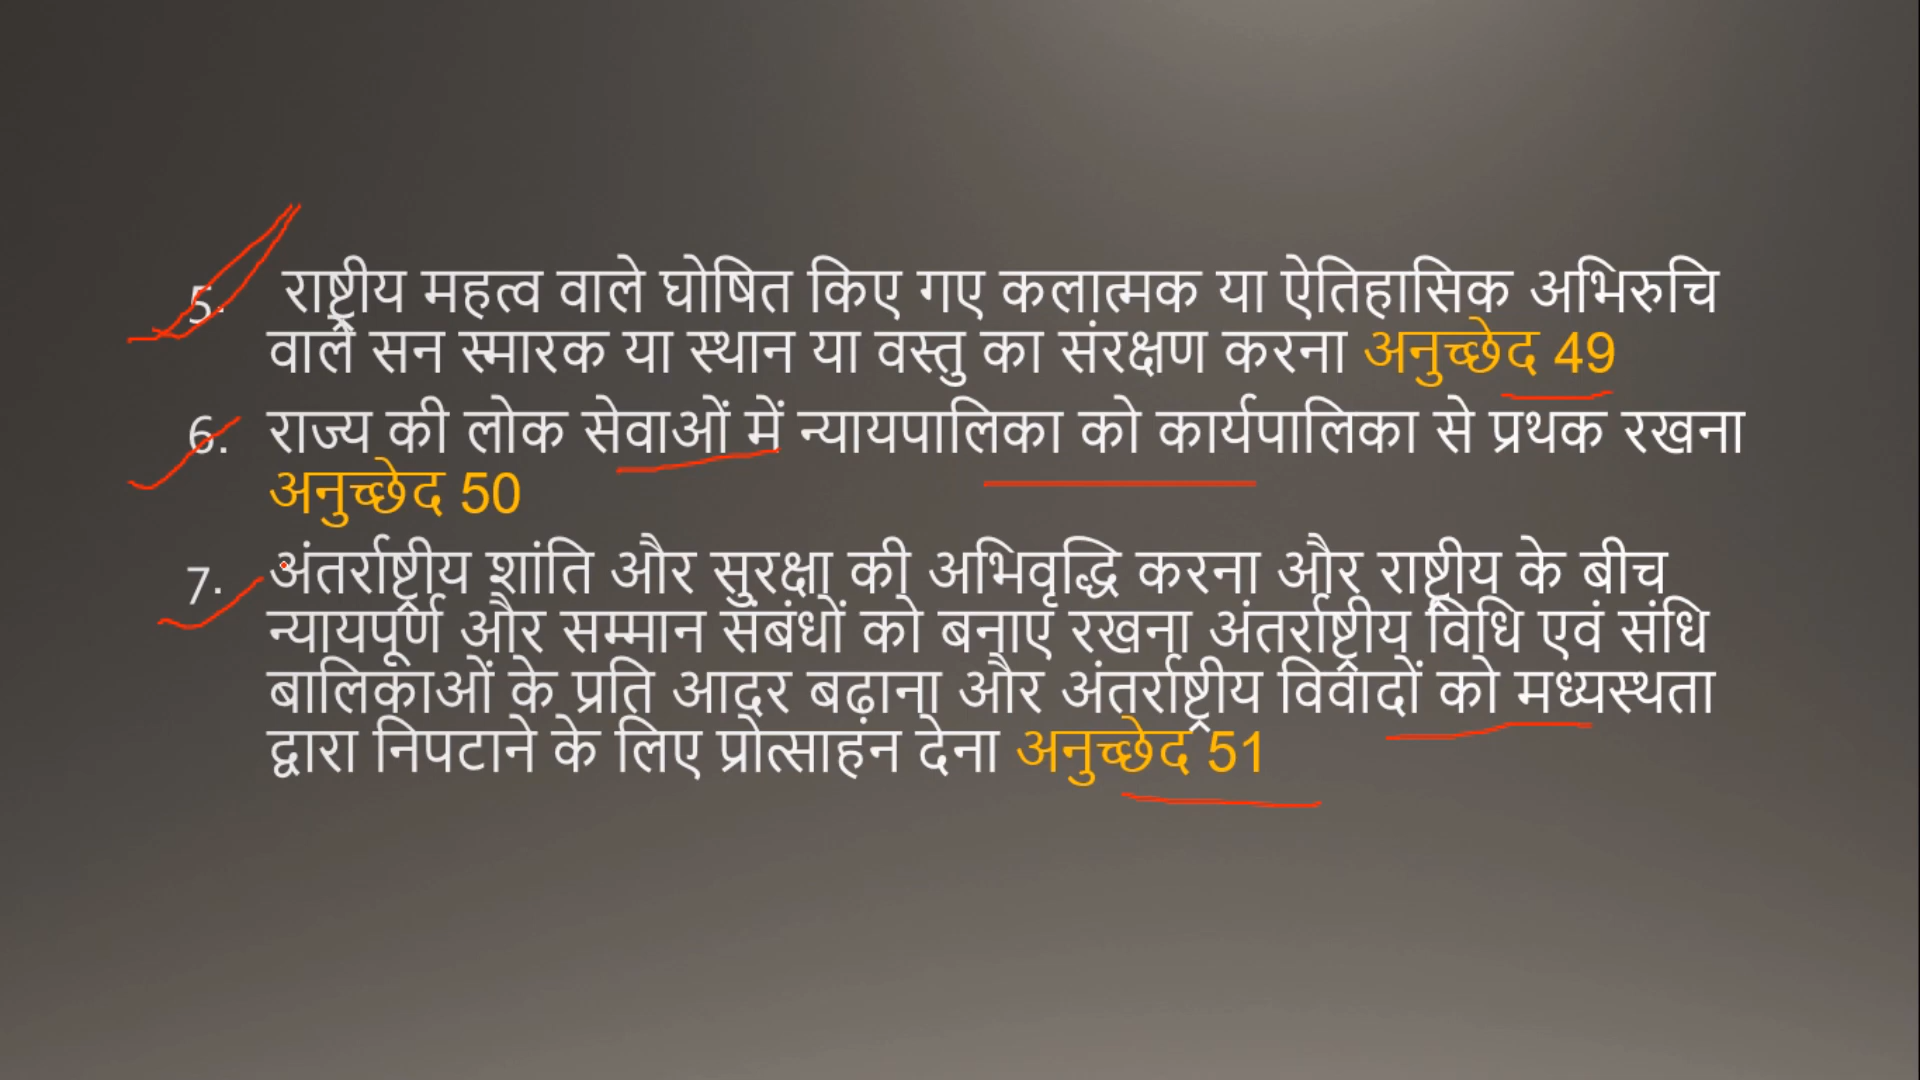 5. राष्ट्रीय महत्व वाले घोषित किए गए कलात्मक या ऐतिहासिक अभिरुचि
वाले सन स्मारक या स्थान या वस्तु का संरक्षण करना अनुच्छेद 49
6. राज्य की लोक सेवाओं में न्यायपालिका को कार्यपालिका से प्रथक रखना
अनुच्छेद 50
7. अंतर्राष्ट्रीय शांति और सुरक्षा की अभिवृद्धि करना और राष्ट्रीय के बीच
न्यायपूर्ण और सम्मान संबंधों को बनाए रखना अंतर्राष्ट्रीय विधि एवं संधि
बालिकाओं के प्रति आदर बढ़ाना और अंतर्राष्ट्रीय विवादों को मध्यस्थता
द्वारा निपटाने के लिए प्रोत्साहन देना अनुच्छेद 51